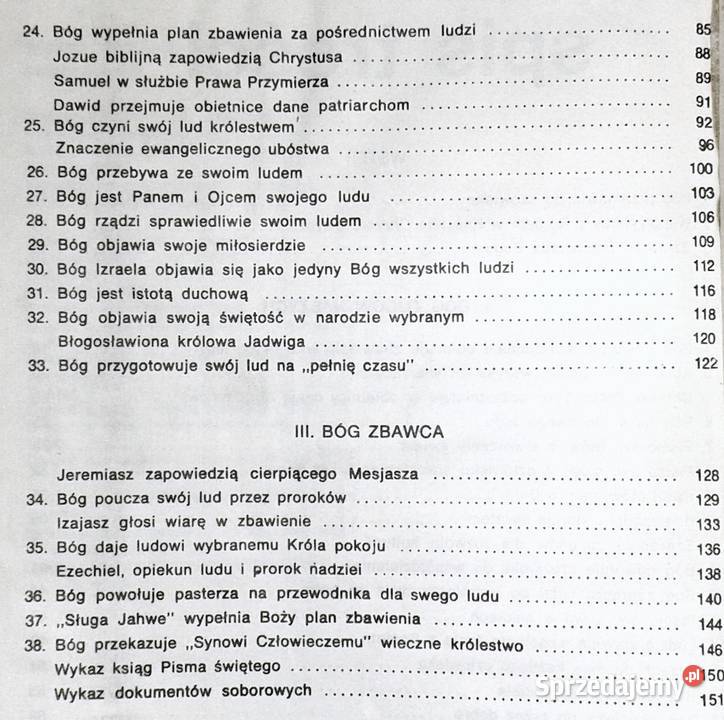 24. Bóg wypełnia plan zbawienia za pośrednictwem ludzi .......... 85
Jozue biblijną zapowiedzią Chrystusa .......... 88
Samuel w służbie Prawa Przymierza .......... 89
Dawid przejmuje obietnice dane patriarchom .......... 91
25. Bóg czyni swój lud królestwem .......... 92
Znaczenie ewangelicznego ubóstwa .......... 96
26. Bóg przebywa ze swoim ludem .......... 100
27. Bóg jest Panem i Ojcem swojego ludu .......... 103
28. Bóg rządzi sprawiedliwie swoim ludem .......... 106
29. Bóg objawia swoje miłosierdzie .......... 109
30. Bóg Izraela objawia się jako jedyny Bóg wszystkich ludzi .......... 112
31. Bóg jest istotą duchową .......... 116
32. Bóg objawia swoją świętość w narodzie wybranym .......... 118
Błogosławiona królowa Jadwiga .......... 120
33. Bóg przygotowuje swój lud na „pełnię czasu" .......... 122
III. BÓG ZBAWCA
Jeremiasz zapowiedzią cierpiącego Mesjasza .......... 128
34. Bóg poucza swój lud przez proroków .......... 129
Izajasz głosi wiarę w zbawienie .......... 133
35. Bóg daje ludowi wybranemu Króla pokoju .......... 136
Ezechiel, opiekun ludu i prorok nadziei .......... 138
36. Bóg powołuje pasterza na przewodnika dla swego ludu .......... 140
37. „Sługa Jahwe" wypełnia Boży plan zbawienia .......... 144
38. Bóg przekazuje „Synowi Człowieczemu" wieczne królestwo .......... 146
Wykaz ksiąg Pisma świętego .......... 150
Wykaz dokumentów soborowych .......... 151
Sprzedajemy.pl